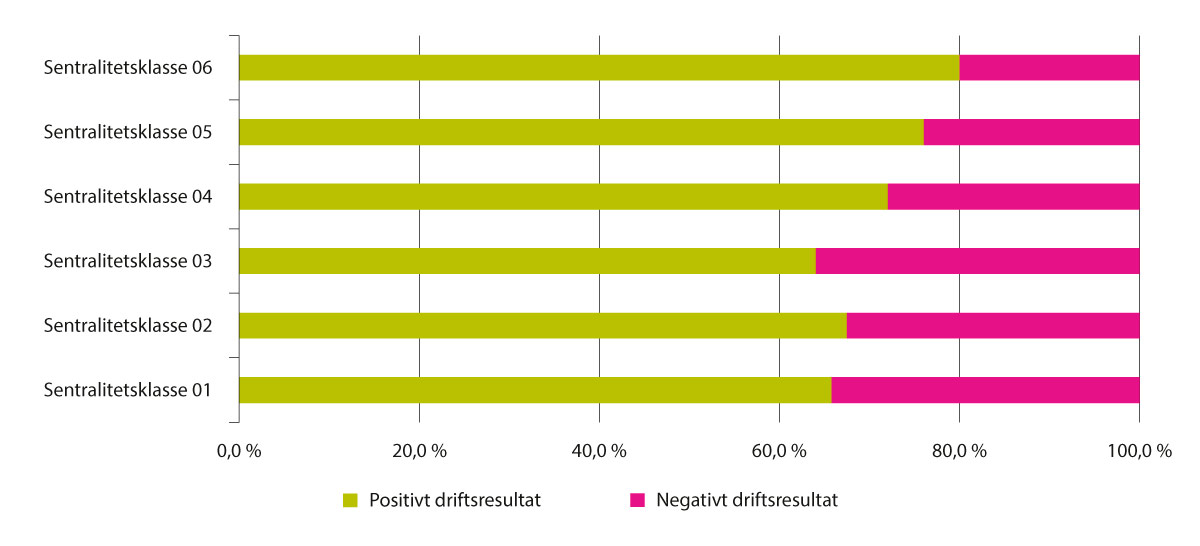 Sentralitetsklasse 06
Sentralitetsklasse 05
Sentralitetsklasse 04
Sentralitetsklasse 03
Sentralitetsklasse 02
Sentralitetsklasse 01
0,0 % 20,0 % 40,0 % 60,0 % 80,0 % 100,0 %
Positivt driftsresultat Negativt driftsresultat